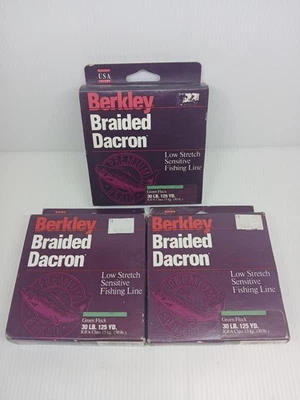 USA
Berkley
Braided
Dacron
Low Stretch
Sensitive
Fishing Line
Green Fleck
30 LB. 125 YD.
Berkley
Braided
Dacron
Low Stretch
Sensitive
Fishing Line
Green Fleck
30 LB. 125 YD.
Berkley
Braided
Dacron
Low Stretch
Sensitive
Fishing Line
Green Fleck
30 LB. 125 YD.